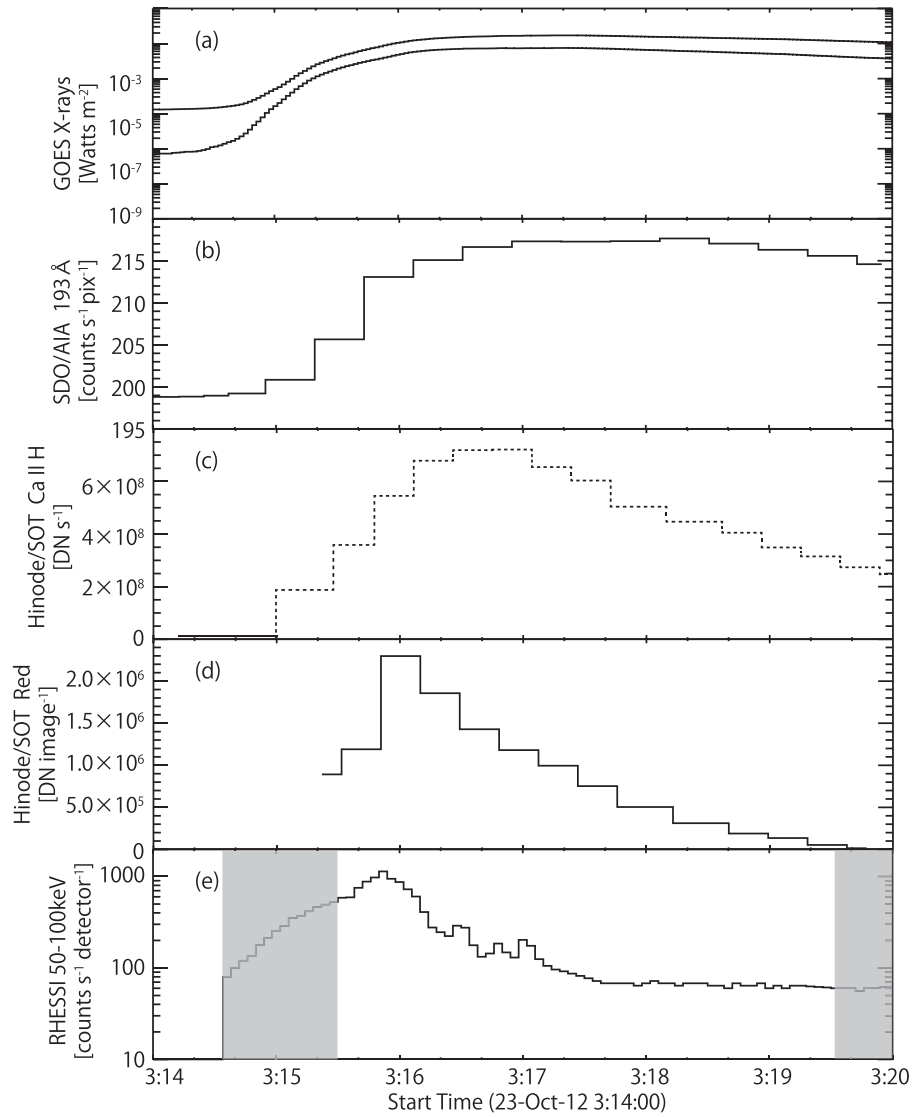 (a)
GOES X-rays
[Watts m⁻²]
10⁻³
10⁻⁵
10⁻⁷
10⁻⁹
(b)
SDO/AIA 193 Å
[counts s⁻¹ pix⁻¹]
215
210
205
200
195
(c)
Hinode/SOT Ca II H
[DN s⁻¹]
6×10⁸
4×10⁸
2×10⁸
0
(d)
Hinode/SOT Red
[DN image⁻¹]
2.0×10⁶
1.5×10⁶
1.0×10⁶
5.0×10⁵
0
(e)
RHESSI 50-100keV
[counts s⁻¹ detector⁻¹]
1000
100
10
3:14 3:15 3:16 3:17 3:18 3:19 3:20
Start Time (23-Oct-12 3:14:00)